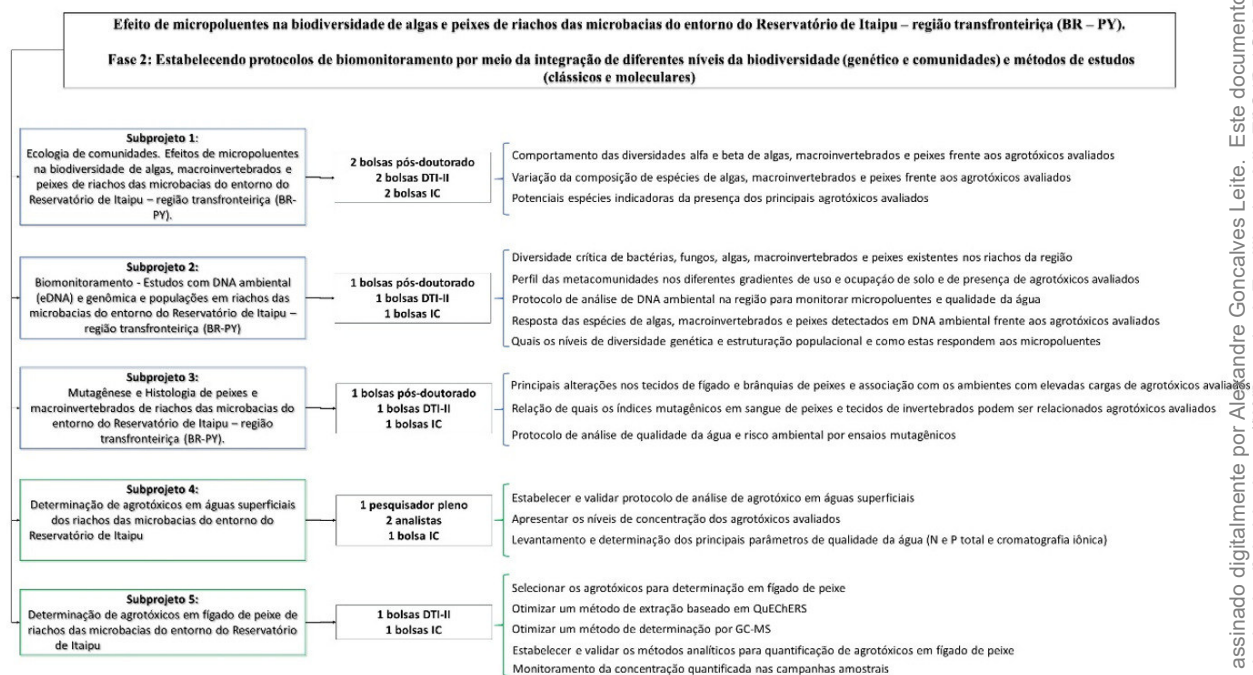 Efeito de micropoluentes na biodiversidade de algas e peixes de riachos das microbacias do entorno do Reservatório de Itaipu – região transfronteiriça (BR – PY).
Fase 2: Estabelecendo protocolos de biomonitoramento por meio da integração de diferentes níveis da biodiversidade (genético e comunidades) e métodos de estudos
(clássicos e moleculares)
Subprojeto 1:
Ecologia de comunidades. Efeitos de micropoluentes
na biodiversidade de algas, macroinvertebrados e
peixes de riachos das microbacias do entorno do
Reservatório de Itaipu – região transfronteiriça (BR-
PY).
2 bolsas pós-doutorado
2 bolsas DTI-II
2 bolsas IC
Comportamento das diversidades alfa e beta de algas, macroinvertebrados e peixes frente aos agrotóxicos avaliados
Variação da composição de espécies de algas, macroinvertebrados e peixes frente aos agrotóxicos avaliados
Potenciais espécies indicadoras da presença dos principais agrotóxicos avaliados
Subprojeto 2:
Biomonitoramento - Estudos com DNA ambiental
(eDNA) e genômica e populações em riachos das
microbacias do entorno do Reservatório de Itaipu –
região transfronteiriça (BR-PY)
1 bolsas pós-doutorado
1 bolsas DTI-II
1 bolsas IC
Diversidade crítica de bactérias, fungos, algas, macroinvertebrados e peixes existentes nos riachos da região
Perfil das metacomunidades nos diferentes gradientes de uso e ocupação de solo e de presença de agrotóxicos avaliados
Protocolo de análise de DNA ambiental na região para monitorar micropoluentes e qualidade da água
Resposta das espécies de algas, macroinvertebrados e peixes detectados em DNA ambiental frente aos agrotóxicos avaliados
Quais os níveis de diversidade genética e estruturação populacional e como estas respondem aos micropoluentes
Subprojeto 3:
Mutagênese e Histologia de peixes e
macroinvertebrados de riachos das microbacias do
entorno do Reservatório de Itaipu – região
transfronteiriça (BR-PY).
1 bolsas pós-doutorado
1 bolsas DTI-II
1 bolsas IC
Principais alterações nos tecidos de fígado e brânquias de peixes e associação com os ambientes com elevadas cargas de agrotóxicos avaliados
Relação de quais os índices mutagênicos em sangue de peixes e tecidos de invertebrados podem ser relacionados agrotóxicos avaliados
Protocolo de análise de qualidade da água e risco ambiental por ensaios mutagênicos
Subprojeto 4:
Determinação de agrotóxicos em águas superficiais
dos riachos das microbacias do entorno do
Reservatório de Itaipu
1 pesquisador pleno
2 analistas
1 bolsa IC
Estabelecer e validar protocolo de análise de agrotóxico em águas superficiais
Apresentar os níveis de concentração dos agrotóxicos avaliados
Levantamento e determinação dos principais parâmetros de qualidade da água (N e P total e cromatografia iônica)
Subprojeto 5:
Determinação de agrotóxicos em fígado de peixe de
riachos das microbacias do entorno do Reservatório
de Itaipu
1 bolsas DTI-II
1 bolsas IC
Selecionar os agrotóxicos para determinação em fígado de peixe
Otimizar um método de extração baseado em QuEChERS
Otimizar um método de determinação por GC-MS
Estabelecer e validar os métodos analíticos para quantificação de agrotóxicos em fígado de peixe
Monitoramento da concentração quantificada nas campanhas amostrais
assinado digitalmente por Alexandre Goncalves Leite. Este documento